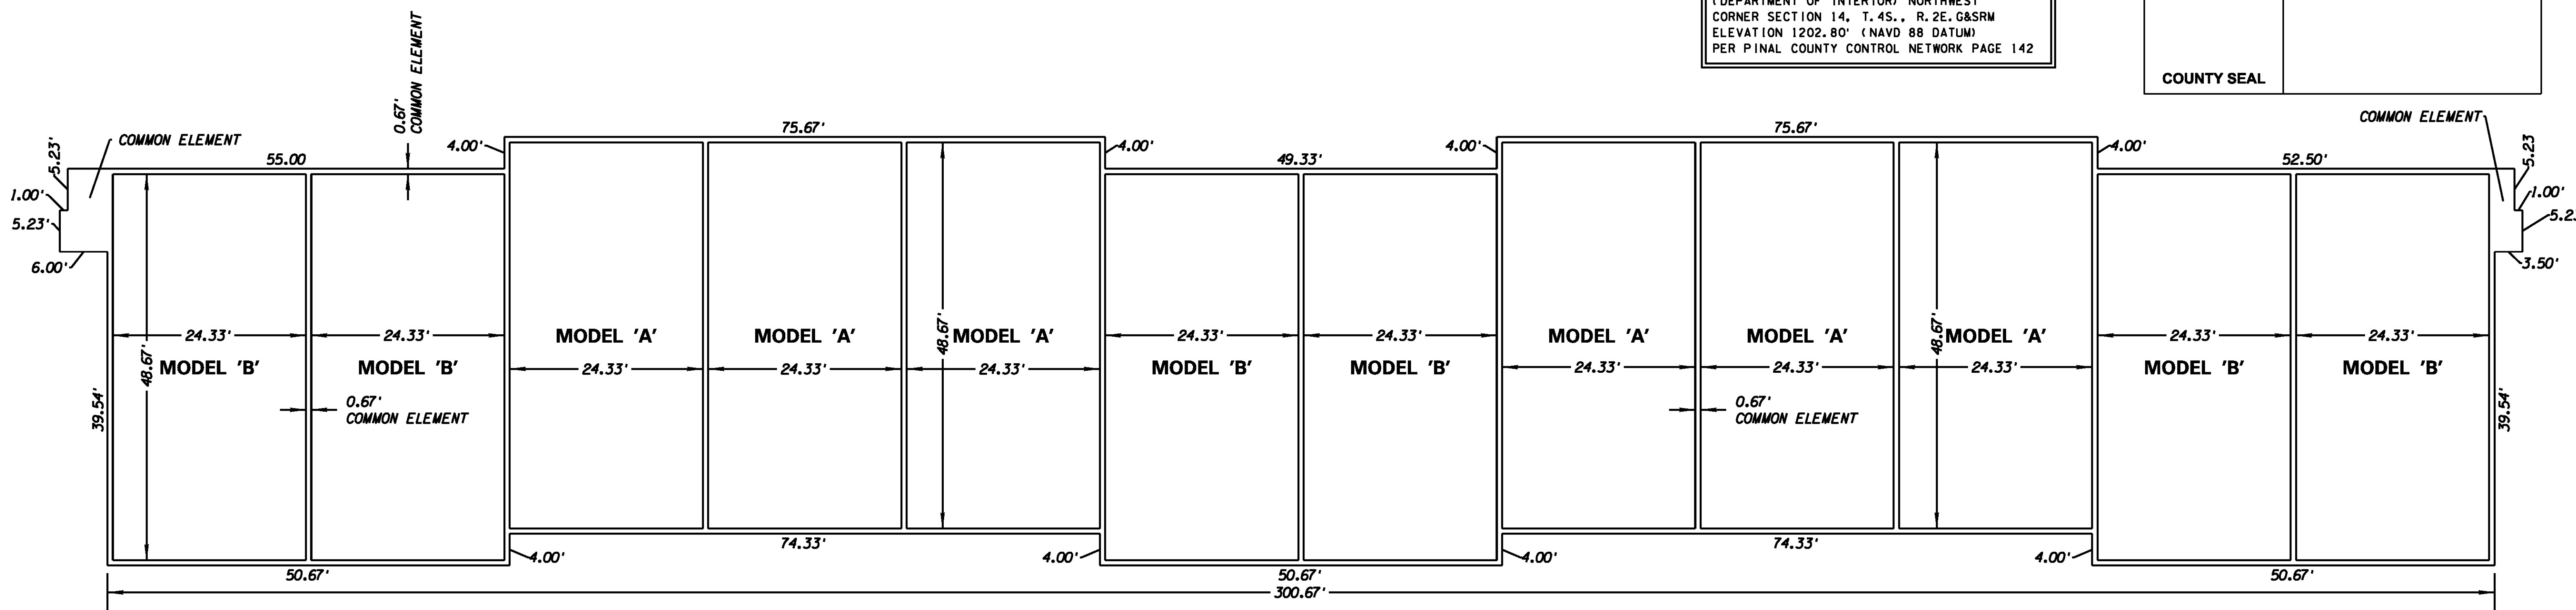 (DEPARTMENT OF INTERIOR) NORTHWEST
CORNER SECTION 14, T.4S., R.2E.G&SRM
ELEVATION 1202.80' (NAVD 88 DATUM)
PER PINAL COUNTY CONTROL NETWORK PAGE 142
COUNTY SEAL
0.67'
COMMON ELEMENT
COMMON ELEMENT
COMMON ELEMENT
5.23'
55.00
4.00'
75.67'
4.00'
49.33'
4.00'
75.67'
4.00'
52.50'
5.23
1.00'
5.23'
6.00'
1.00'
3.50'
24.33'
48.67'
MODEL 'B'
24.33'
MODEL 'B'
MODEL 'A'
24.33'
MODEL 'A'
24.33'
48.67'
MODEL 'A'
24.33'
24.33'
MODEL 'B'
24.33'
MODEL 'B'
MODEL 'A'
24.33'
MODEL 'A'
24.33'
48.67'
MODEL 'A'
24.33'
24.33'
MODEL 'B'
24.33'
MODEL 'B'
39.54'
0.67'
COMMON ELEMENT
0.67'
COMMON ELEMENT
39.54'
74.33'
74.33'
4.00'
4.00'
4.00'
4.00'
50.67'
50.67'
50.67'
300.67'